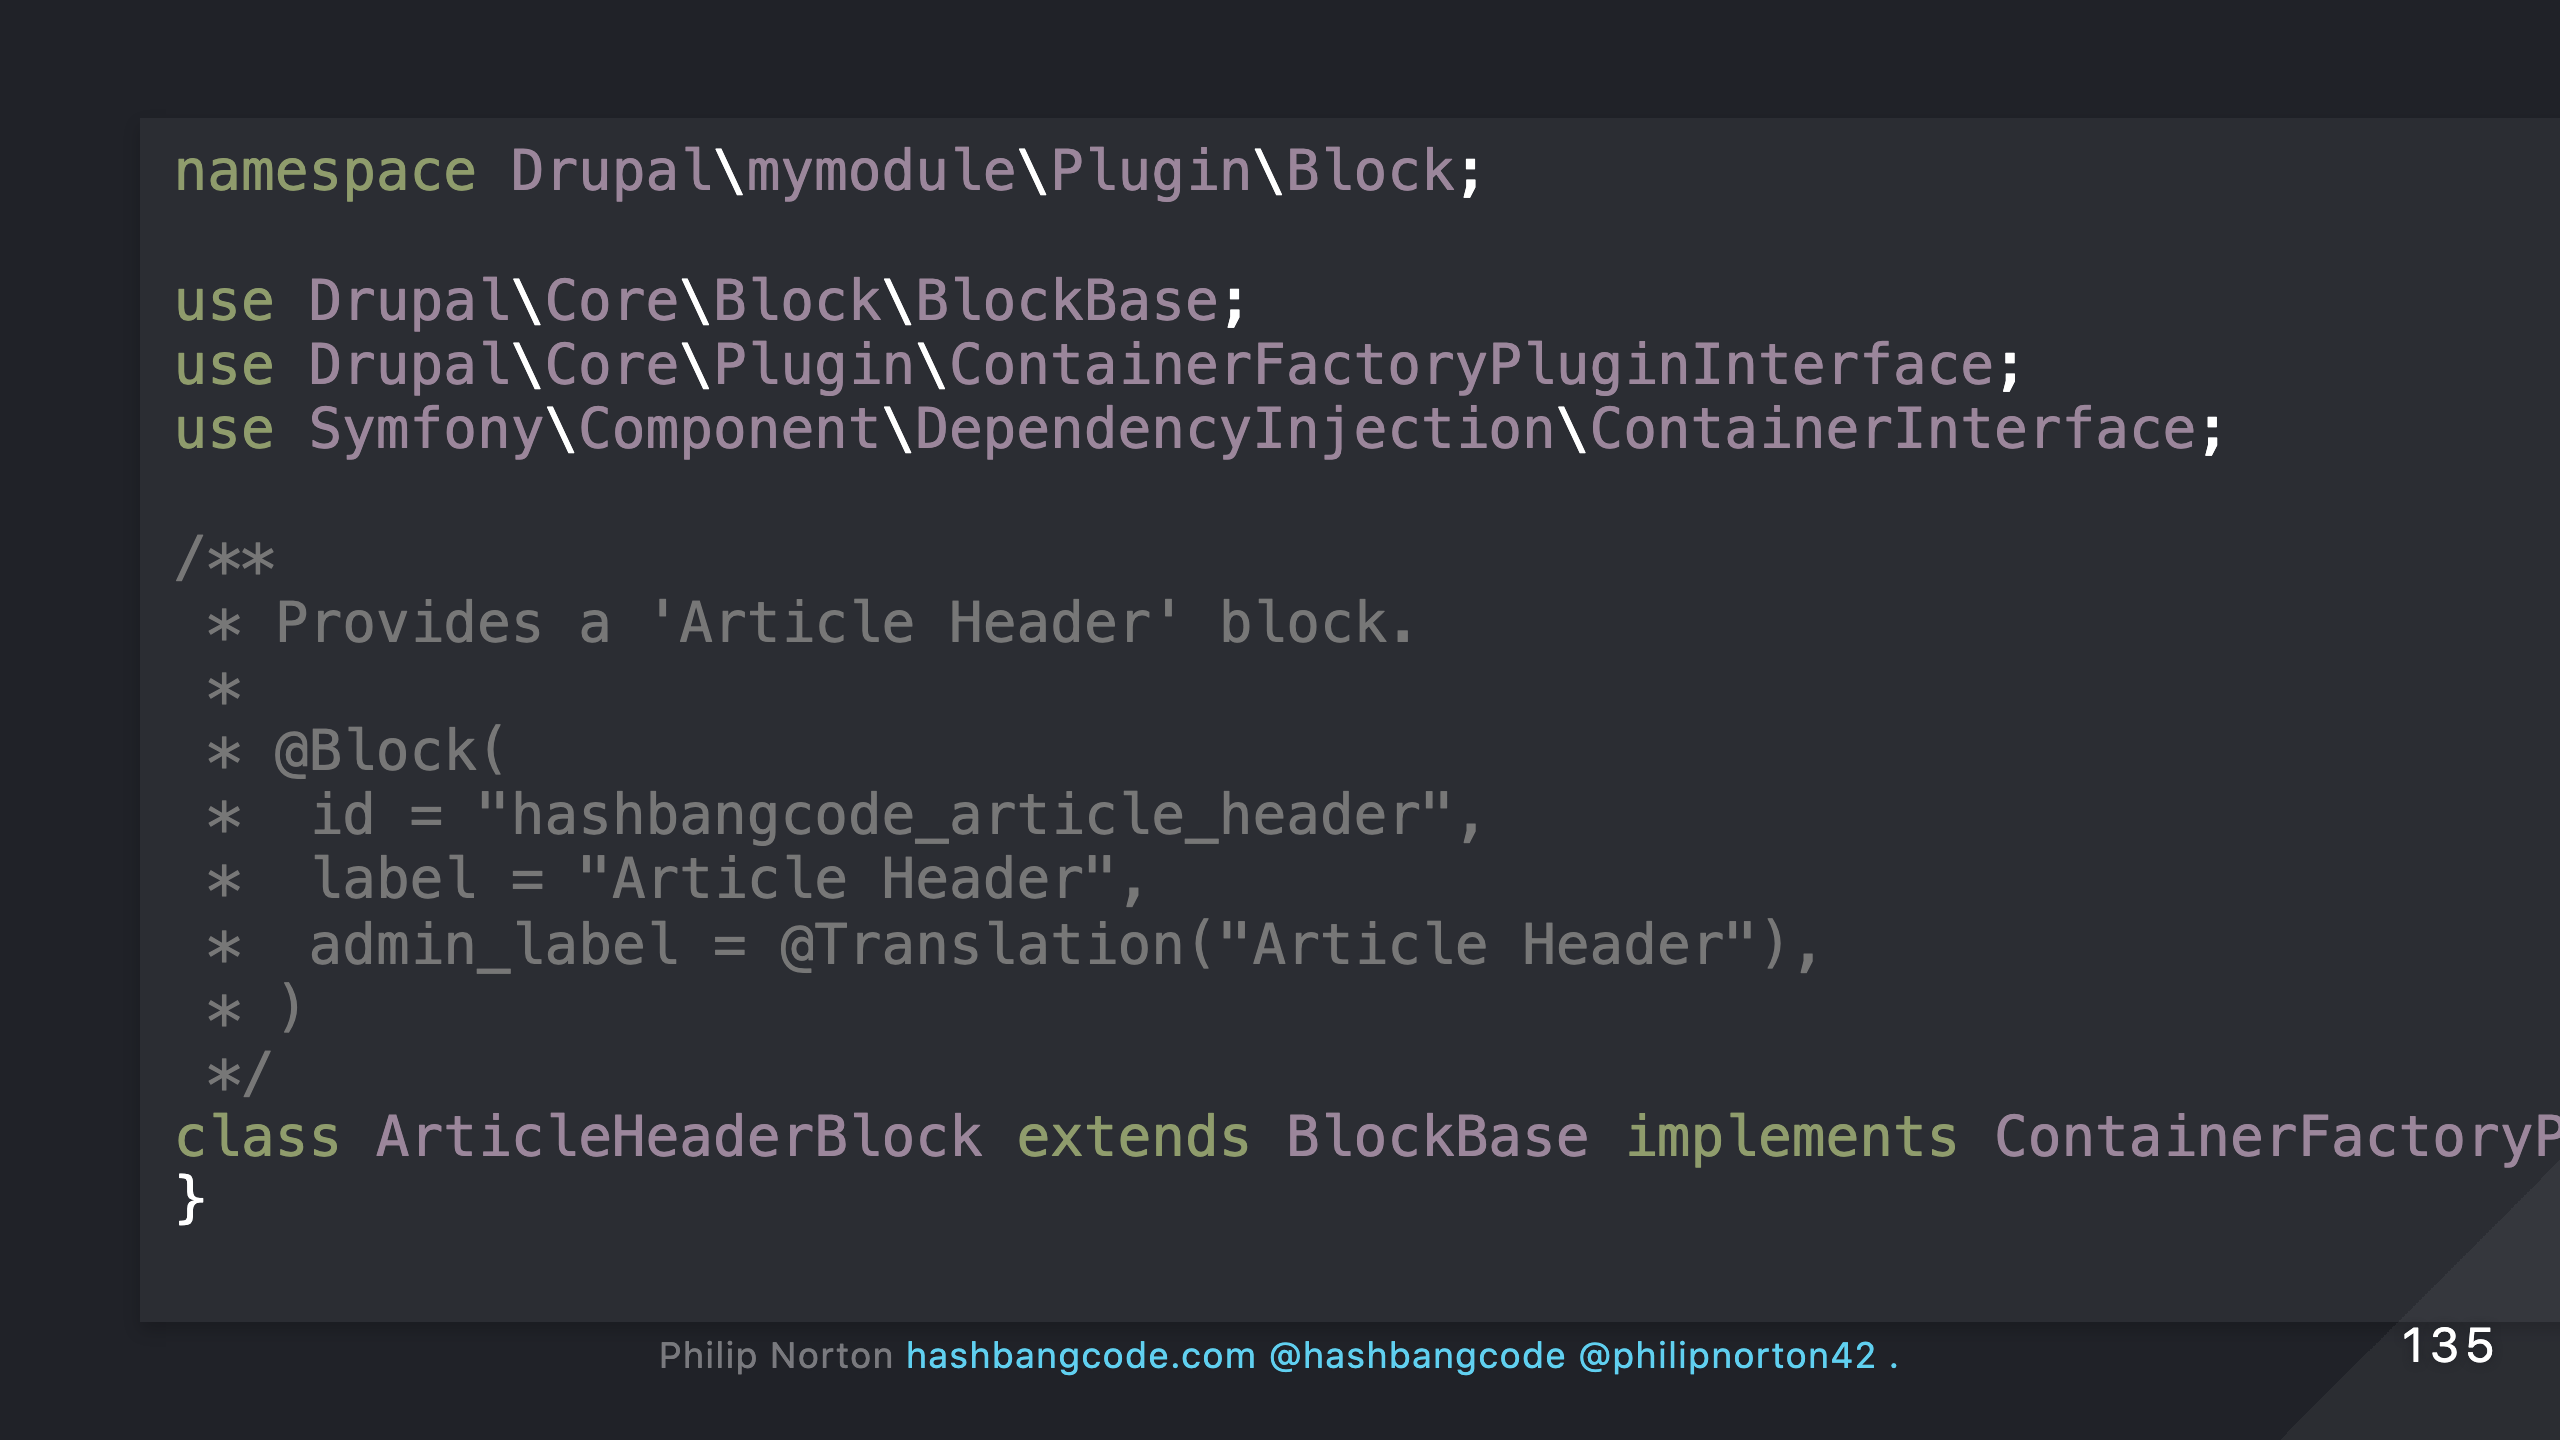 namespace Drupal\mymodule\Plugin\Block;

use Drupal\Core\Block\BlockBase;
use Drupal\Core\Plugin\ContainerFactoryPluginInterface;
use Symfony\Component\DependencyInjection\ContainerInterface;

/**
 * Provides a 'Article Header' block.
 *
 * @Block(
 *  id = "hashbangcode_article_header",
 *  label = "Article Header",
 *  admin_label = @Translation("Article Header"),
 * )
 */
class ArticleHeaderBlock extends BlockBase implements ContainerFactoryP
}
Philip Norton hashbangcode.com @hashbangcode @philipnorton42 .
135